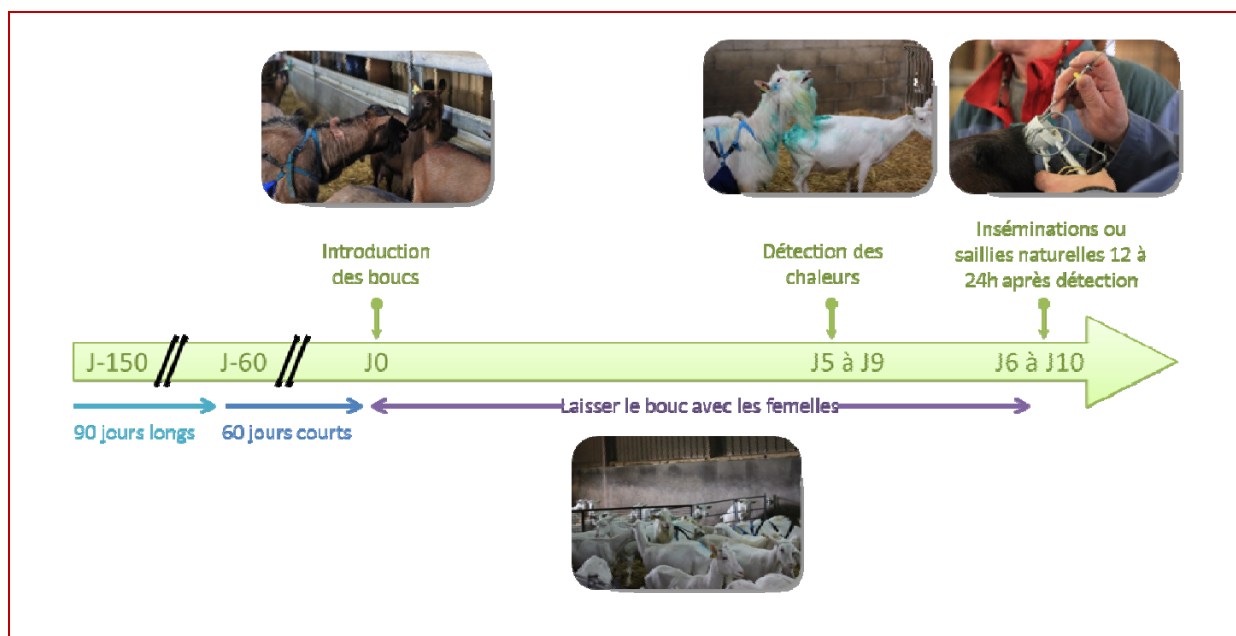 Introduction
des boucs
Détection des
chaleurs
Inséminations ou
saillies naturelles 12 à
24h après détection
J-150
J-60
J0
J5 à J9
J6 à J10
Laisser le bouc avec les femelles
90 jours longs
60 jours courts